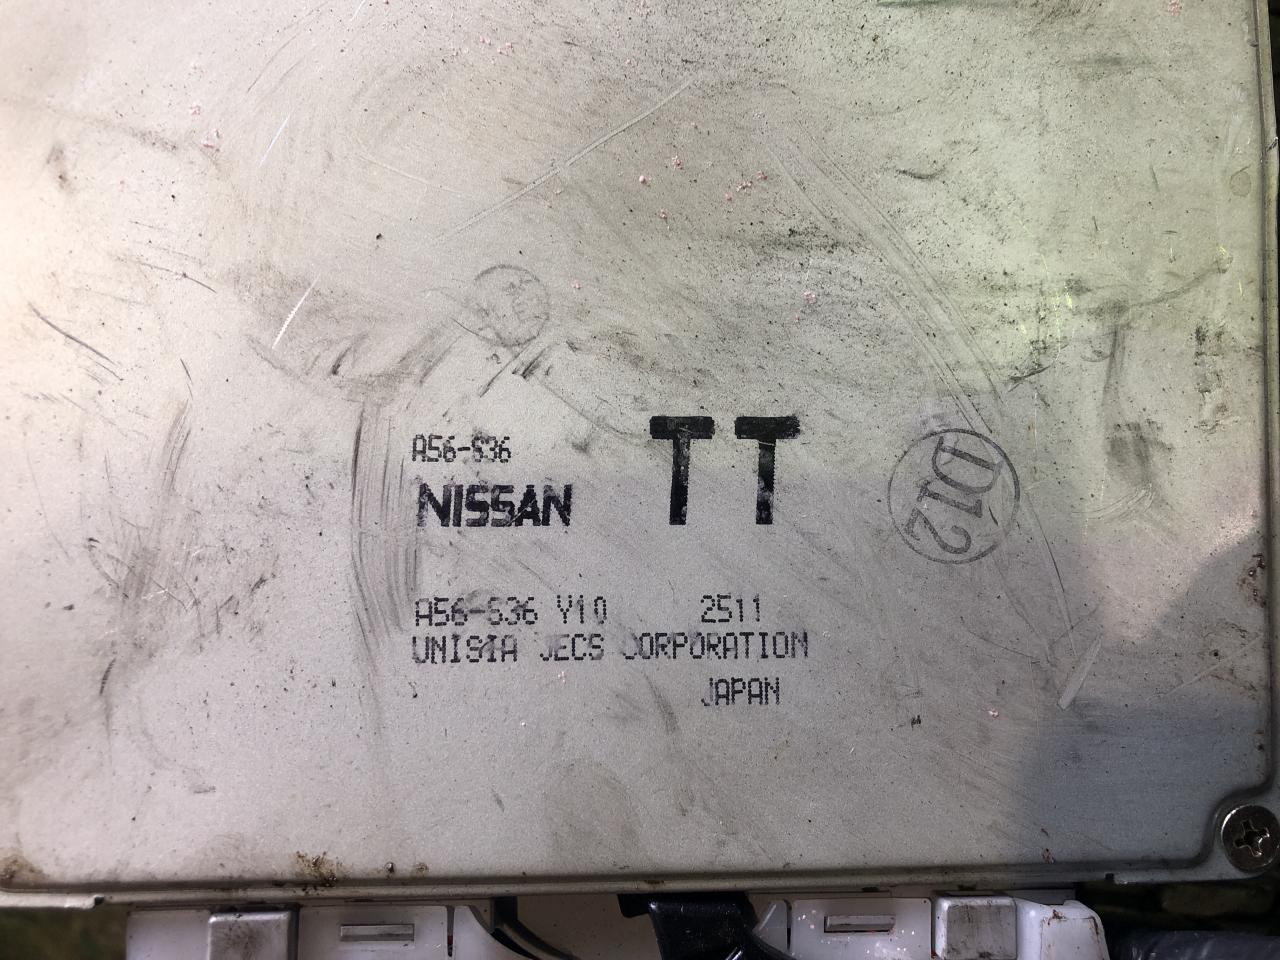 A56-S36
NISSAN
TT
D12
A56-S36 Y10 2511
UNISIA JECS CORPORATION
JAPAN